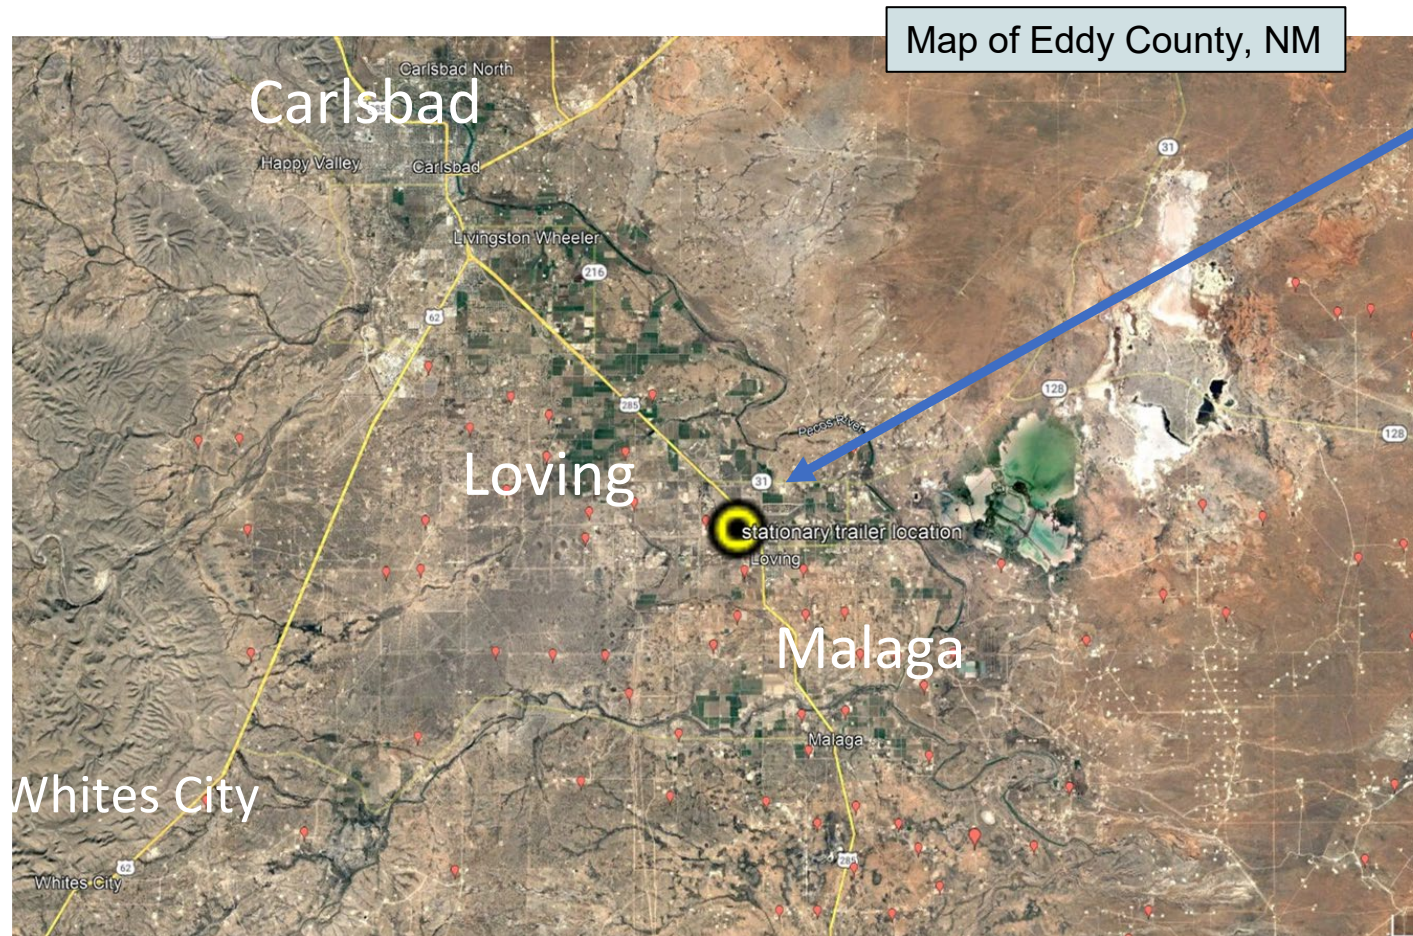 Map of Eddy County, NM
Carlsbad North
Carlsbad
285
Happy Valley
Carlsbad
31
Livingston Wheeler
216
62
128
285
Pecos River
128
Loving
31
stationary trailer location
Loving
Malaga
Malaga
Whites City
285
62
Whites City